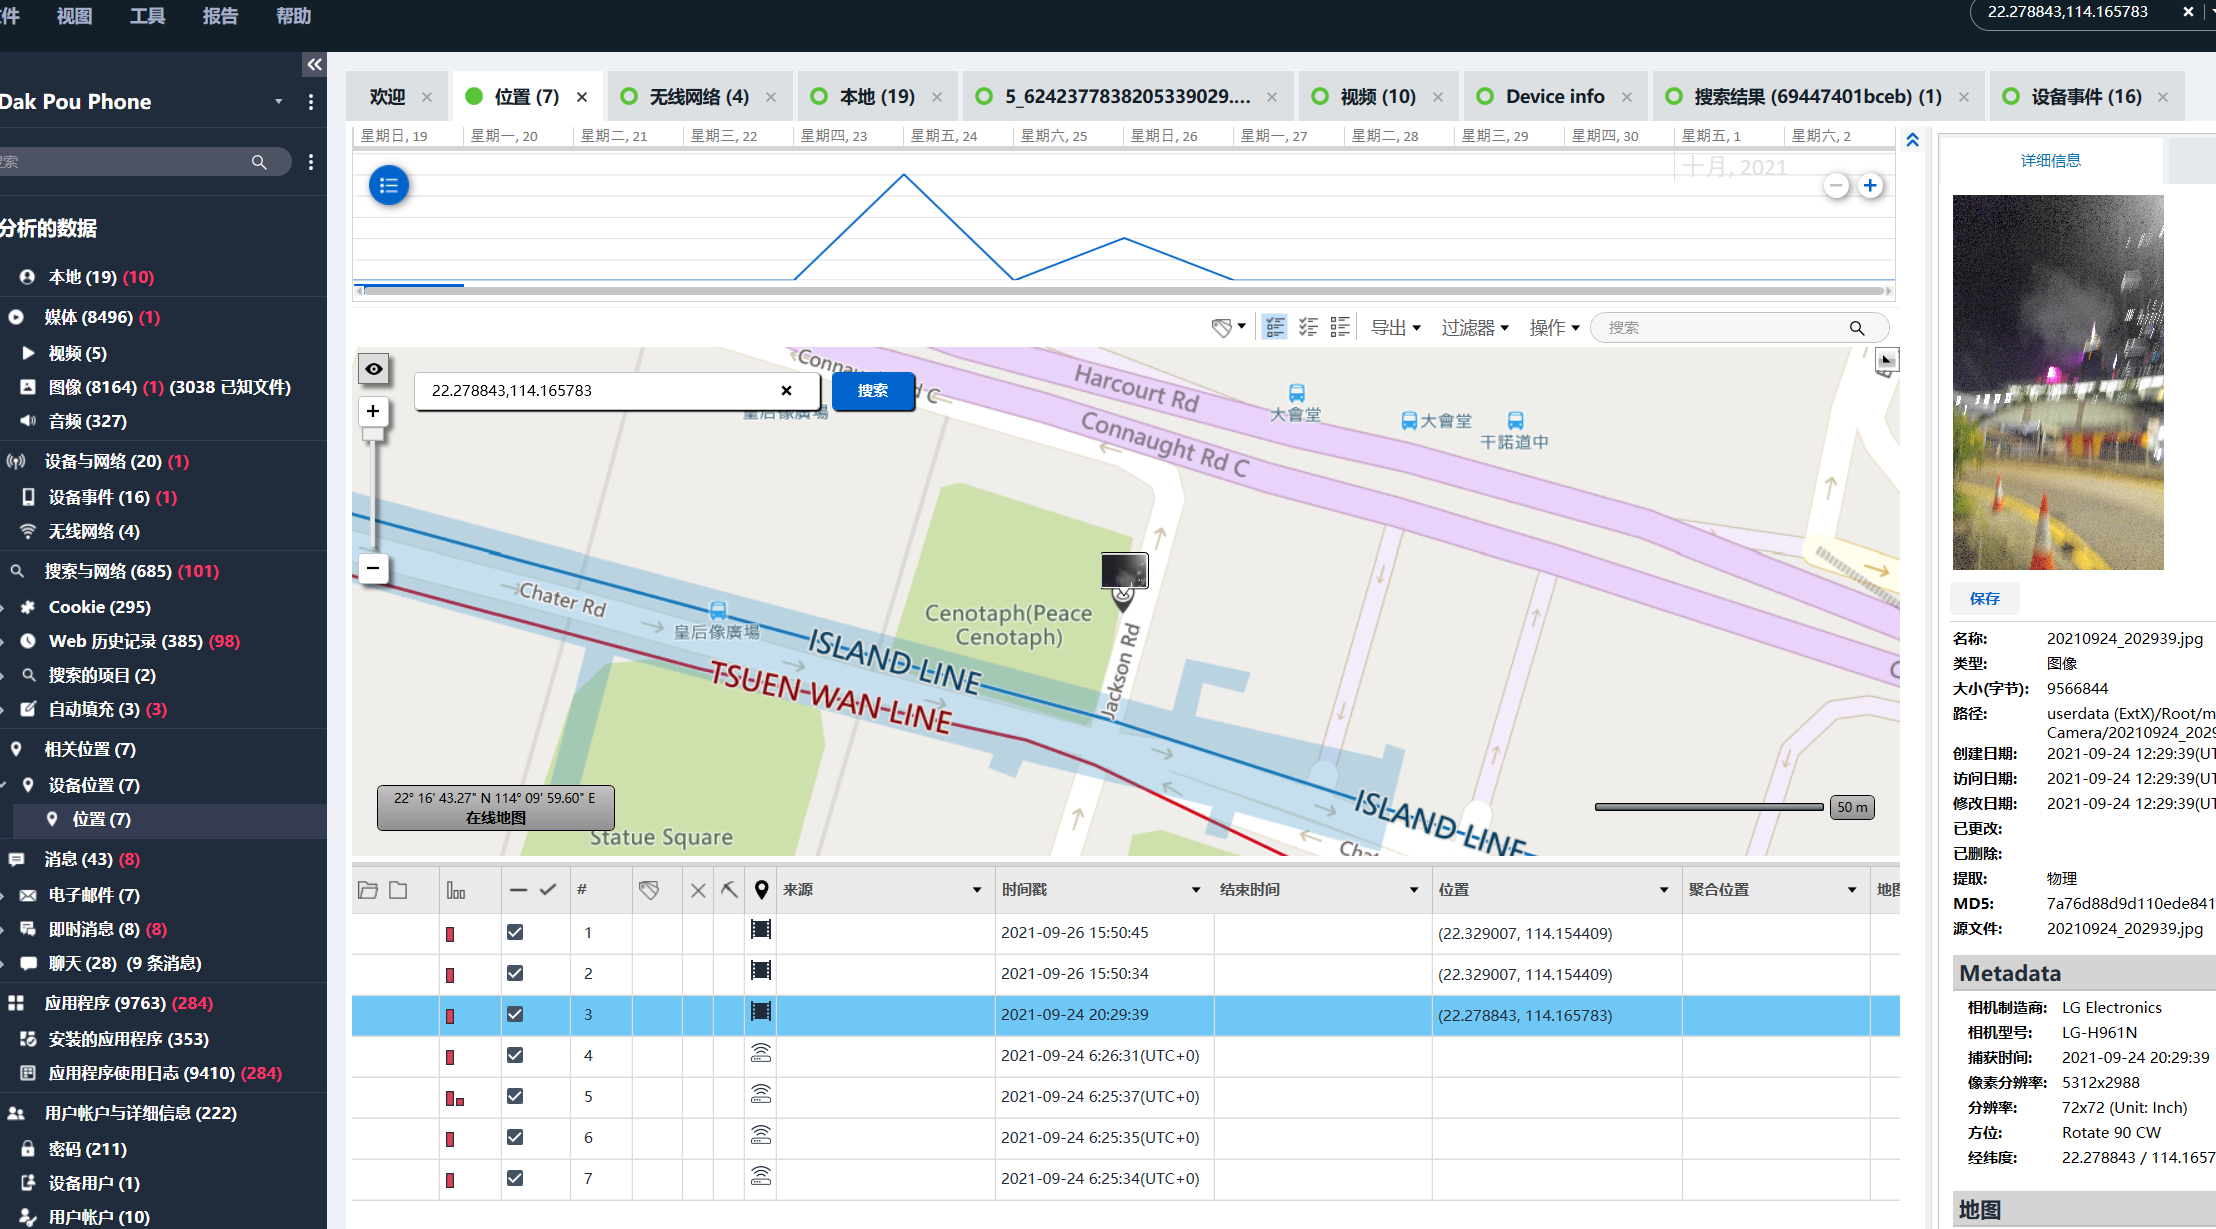 件 视图 工具 报告 帮助
22.278843,114.165783
Dak Pou Phone
索
分析的数据
本地 (19) (10)
媒体 (8496) (1)
视频 (5)
图像 (8164) (1) (3038 已知文件)
音频 (327)
设备与网络 (20) (1)
设备事件 (16) (1)
无线网络 (4)
搜索与网络 (685) (101)
Cookie (295)
Web 历史记录 (385) (98)
搜索的项目 (2)
自动填充 (3) (3)
相关位置 (7)
设备位置 (7)
位置 (7)
消息 (43) (8)
电子邮件 (7)
即时消息 (8) (8)
聊天 (28) (9 条消息)
应用程序 (9763) (284)
安装的应用程序 (353)
应用程序使用日志 (9410) (284)
用户帐户与详细信息 (222)
密码 (211)
设备用户 (1)
用户帐户 (10)
欢迎
位置 (7)
无线网络 (4)
本地 (19)
5_6242377838205339029....
视频 (10)
Device info
搜索结果 (69447401bceb) (1)
设备事件 (16)
星期日, 19 星期一, 20 星期二, 21 星期三, 22 星期四, 23 星期五, 24 星期六, 25 星期日, 26 星期一, 27 星期二, 28 星期三, 29 星期四, 30 星期五, 1 星期六, 2
十月, 2021
导出 过滤器 操作 搜索
22.278843,114.165783
搜索
Connaught Rd C
皇后像廣場
Harcourt Rd
Connaught Rd C
大會堂
大會堂
干諾道中
Chater Rd
皇后像廣場
Cenotaph(Peace
Cenotaph)
Jackson Rd
ISLAND-LINE
TSUEN-WAN-LINE
ISLAND-LINE
Statue Square
22° 16' 43.27" N 114° 09' 59.60" E
在线地图
50 m
# 来源 时间戳 结束时间 位置 聚合位置 地图
1 2021-09-26 15:50:45 (22.329007, 114.154409)
2 2021-09-26 15:50:34 (22.329007, 114.154409)
3 2021-09-24 20:29:39 (22.278843, 114.165783)
4 2021-09-24 6:26:31(UTC+0)
5 2021-09-24 6:25:37(UTC+0)
6 2021-09-24 6:25:35(UTC+0)
7 2021-09-24 6:25:34(UTC+0)
详细信息
保存
名称: 20210924_202939.jpg
类型: 图像
大小(字节): 9566844
路径: userdata (ExtX)/Root/m
Camera/20210924_2029
创建日期: 2021-09-24 12:29:39(UT
访问日期: 2021-09-24 12:29:39(UT
修改日期: 2021-09-24 12:29:39(UT
已更改:
已删除:
提取: 物理
MD5: 7a76d88d9d110ede841
源文件: 20210924_202939.jpg
Metadata
相机制造商: LG Electronics
相机型号: LG-H961N
捕获时间: 2021-09-24 20:29:39
像素分辨率: 5312x2988
分辨率: 72x72 (Unit: Inch)
方位: Rotate 90 CW
经纬度: 22.278843 / 114.1657
地图